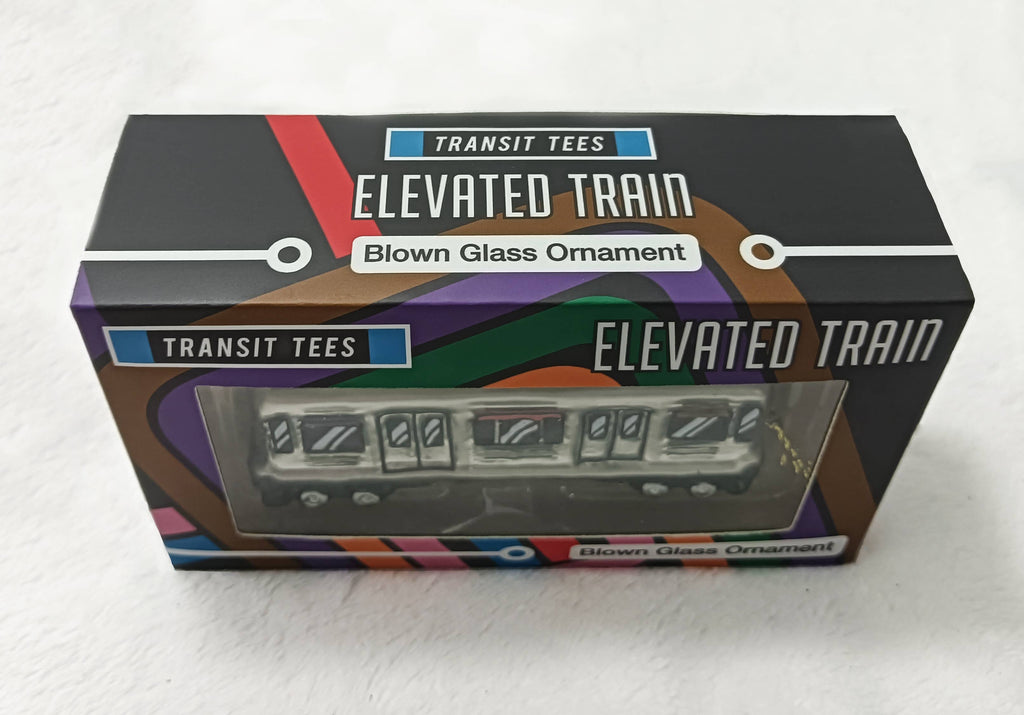 TRANSIT TEES
ELEVATED TRAIN
Blown Glass Ornament
TRANSIT TEES
ELEVATED TRAIN
Blown Glass Ornament